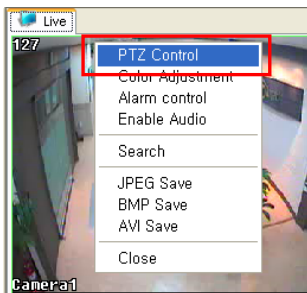 Live
127
PTZ Control
Color Adjustment
Alarm control
Enable Audio
Search
JPEG Save
BMP Save
AVI Save
Close
Camera1